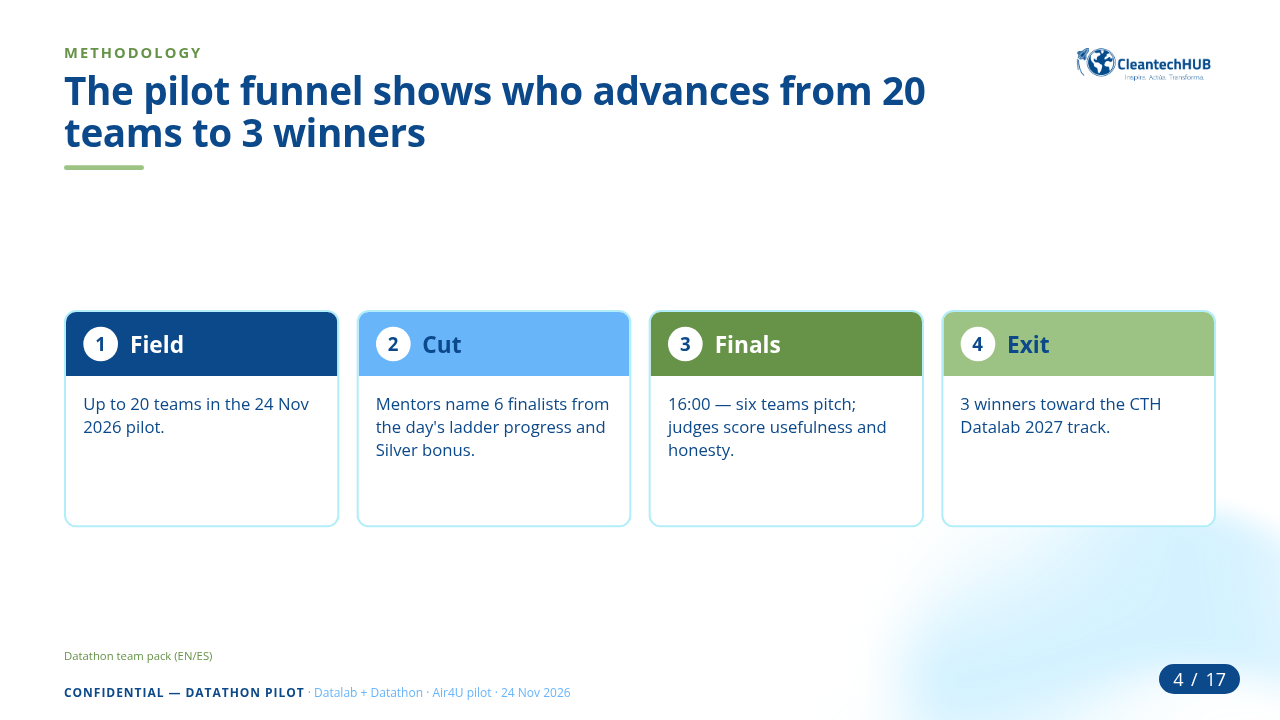 METHODOLOGY
The pilot funnel shows who advances from 20
teams to 3 winners
CleantechHUB
Inspira. Actúa. Transforma.
1 Field
Up to 20 teams in the 24 Nov
2026 pilot.
2 Cut
Mentors name 6 finalists from
the day's ladder progress and
Silver bonus.
3 Finals
16:00 — six teams pitch;
judges score usefulness and
honesty.
4 Exit
3 winners toward the CTH
Datalab 2027 track.
Datathon team pack (EN/ES)
CONFIDENTIAL — DATATHON PILOT · Datalab + Datathon · Air4U pilot · 24 Nov 2026
4 / 17